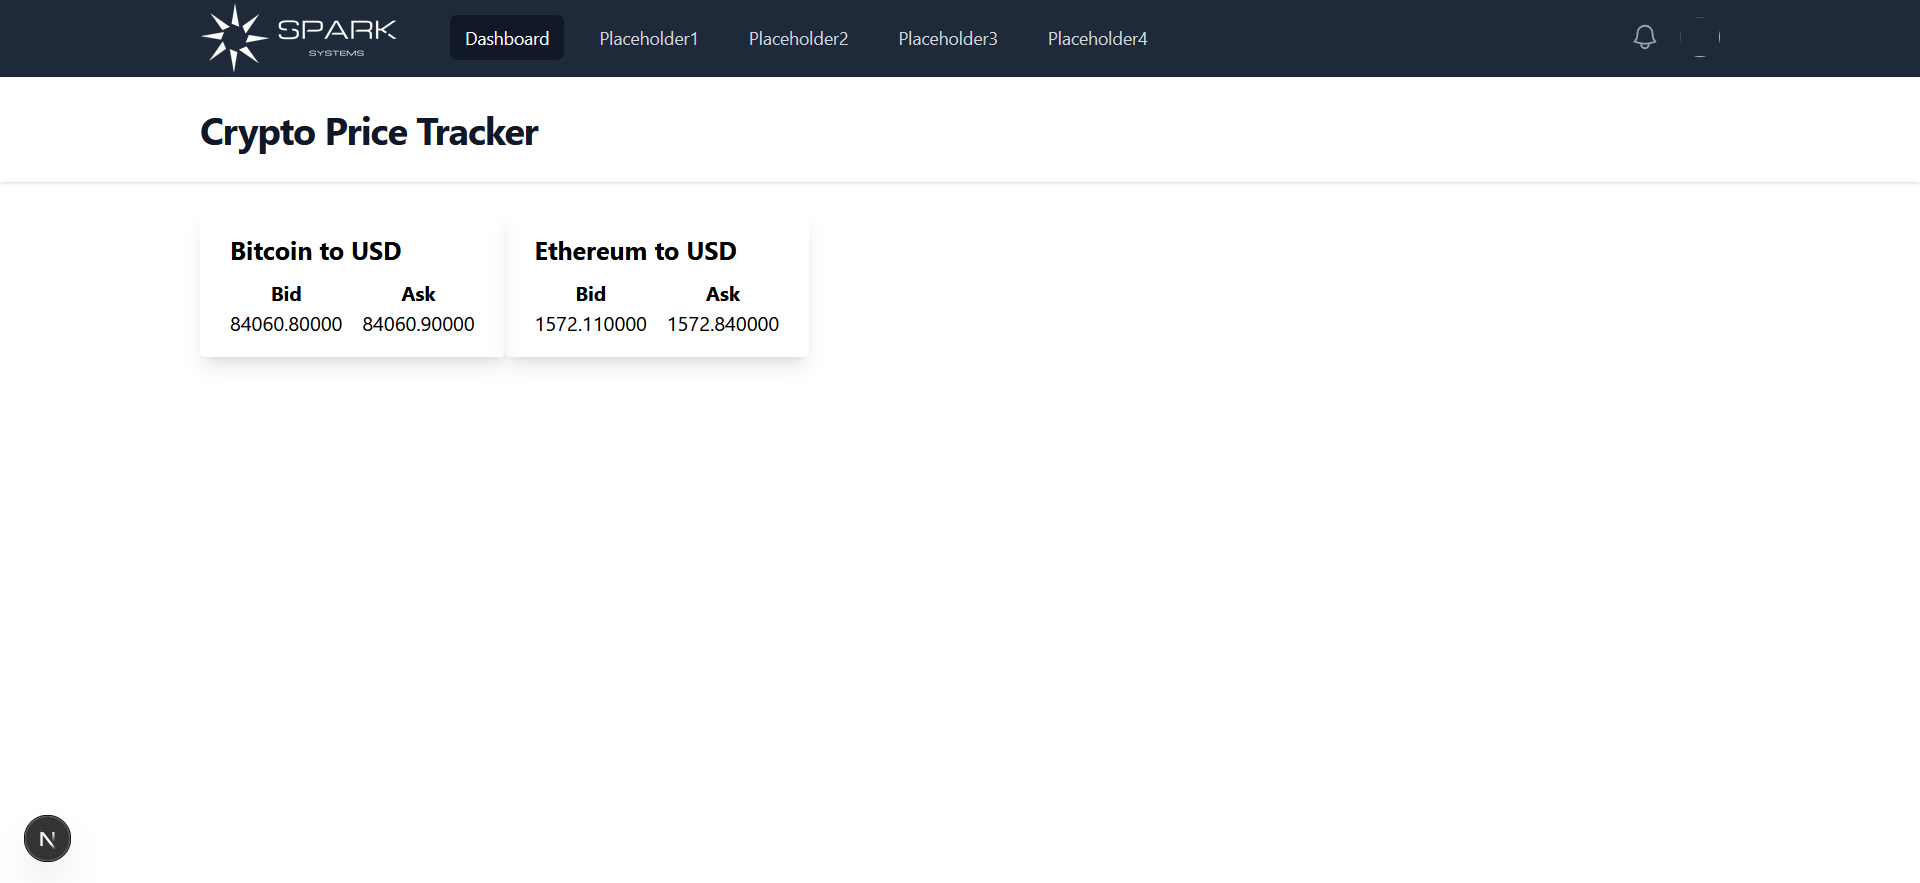 SPARK
SYSTEMS
Dashboard Placeholder1 Placeholder2 Placeholder3 Placeholder4
Crypto Price Tracker
Bitcoin to USD
Bid Ask
84060.80000 84060.90000
Ethereum to USD
Bid Ask
1572.110000 1572.840000
N